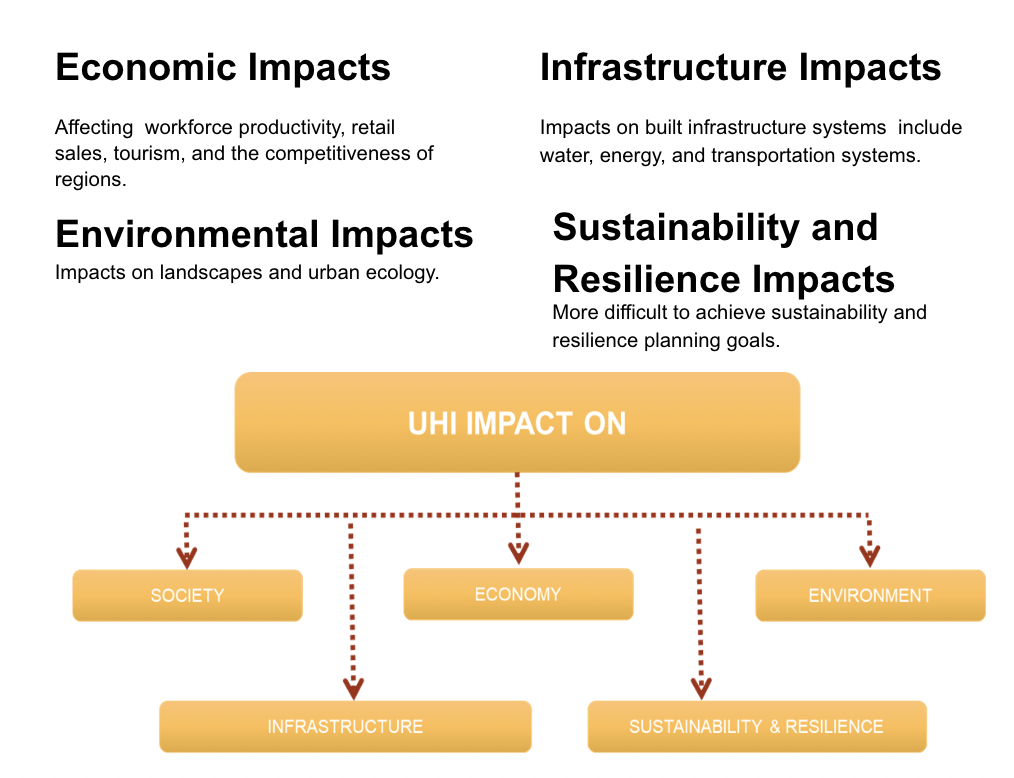 Economic Impacts
Affecting  workforce productivity, retail
sales, tourism, and the competitiveness of
regions.
Environmental Impacts
Impacts on landscapes and urban ecology.
Infrastructure Impacts
Impacts on built infrastructure systems  include
water, energy, and transportation systems.
Sustainability and
Resilience Impacts
More difficult to achieve sustainability and
resilience planning goals.
UHI IMPACT ON
SOCIETY
ECONOMY
ENVIRONMENT
INFRASTRUCTURE
SUSTAINABILITY & RESILIENCE